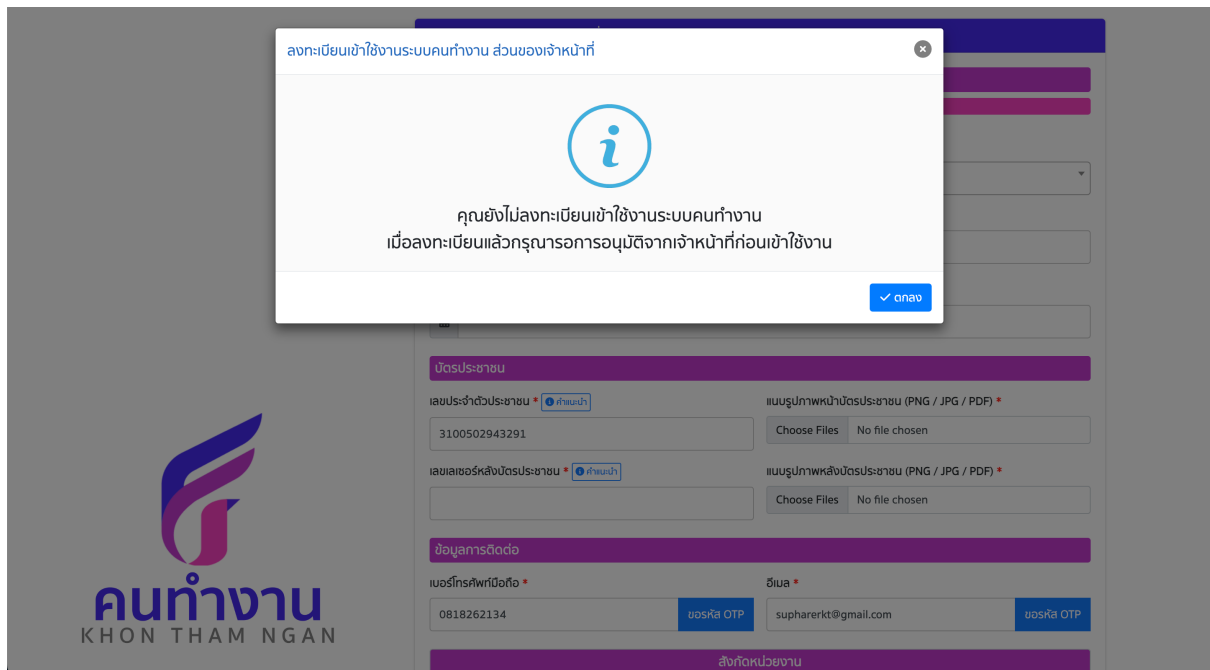 ลงทะเบียนเข้าใช้งานระบบคนทำงาน ส่วนของเจ้าหน้าที่
i
คุณยังไม่ลงทะเบียนเข้าใช้งานระบบคนทำงาน
เมื่อลงทะเบียนแล้วกรุณารอการอนุมัติจากเจ้าหน้าที่ก่อนเข้าใช้งาน
ตกลง
บัตรประชาชน
เลขประจำตัวประชาชน * คำแนะนำ
แนบรูปภาพหน้าบัตรประชาชน (PNG / JPG / PDF) *
3100502943291
Choose Files No file chosen
เลขเลเซอร์หลังบัตรประชาชน * คำแนะนำ
แนบรูปภาพหลังบัตรประชาชน (PNG / JPG / PDF) *
Choose Files No file chosen
ข้อมูลการติดต่อ
เบอร์โทรศัพท์มือถือ *
อีเมล *
0818262134 ขอรหัส OTP
supharerkt@gmail.com ขอรหัส OTP
สังกัดหน่วยงาน
คนทำงาน
KHON THAM NGAN